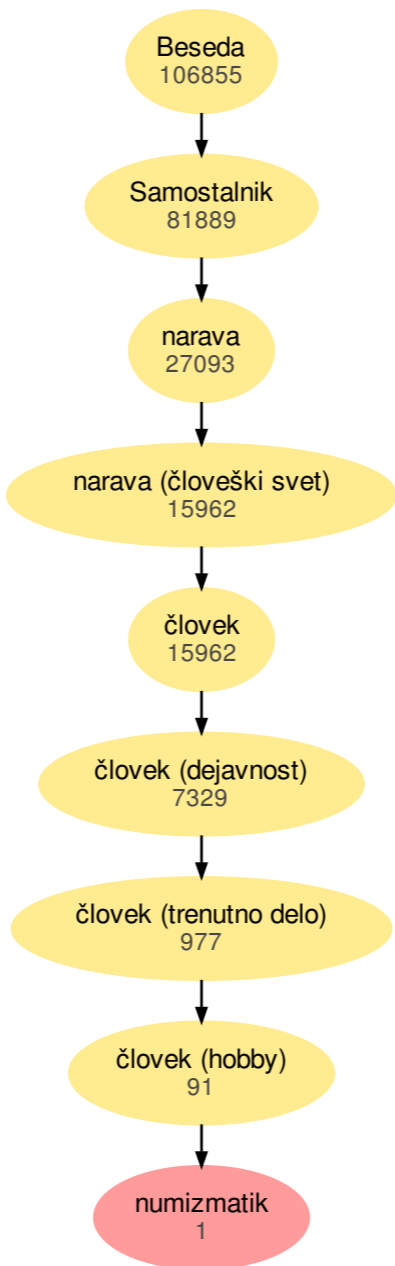 Beseda
106855
Samostalnik
81889
narava
27093
narava (človeški svet)
15962
človek
15962
človek (dejavnost)
7329
človek (trenutno delo)
977
človek (hobby)
91
numizmatik
1